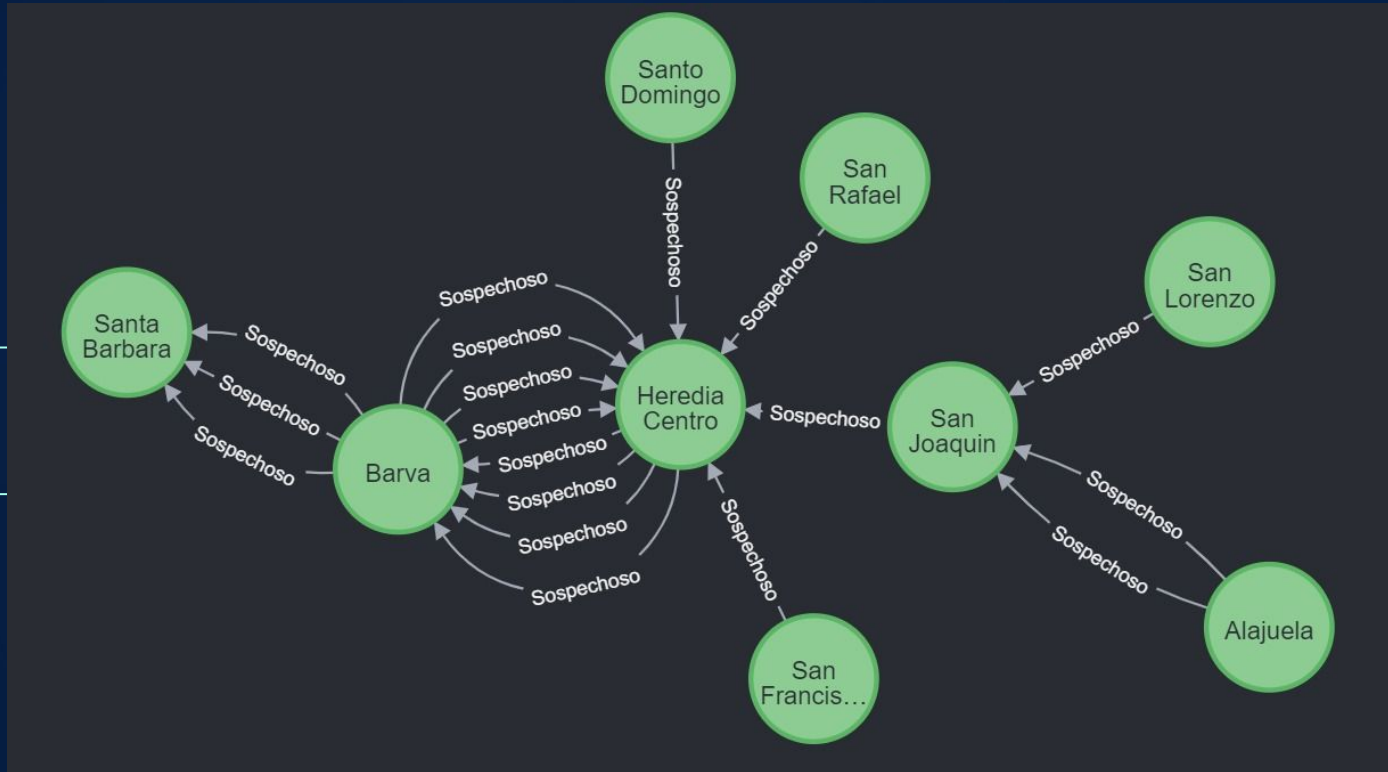 Santo
Domingo
San
Rafael
Sospechoso
Sospechoso
San
Lorenzo
Santa
Barbara
Sospechoso
Sospechoso
Sospechoso
Sospechoso
Sospechoso
Sospechoso
Sospechoso
Sospechoso
Heredia
Centro
Sospechoso
San
Joaquin
Sospechoso
Sospechoso
Barva
Sospechoso
Sospechoso
Sospechoso
Sospechoso
Sospechoso
Sospechoso
Sospechoso
Alajuela
San
Francis…